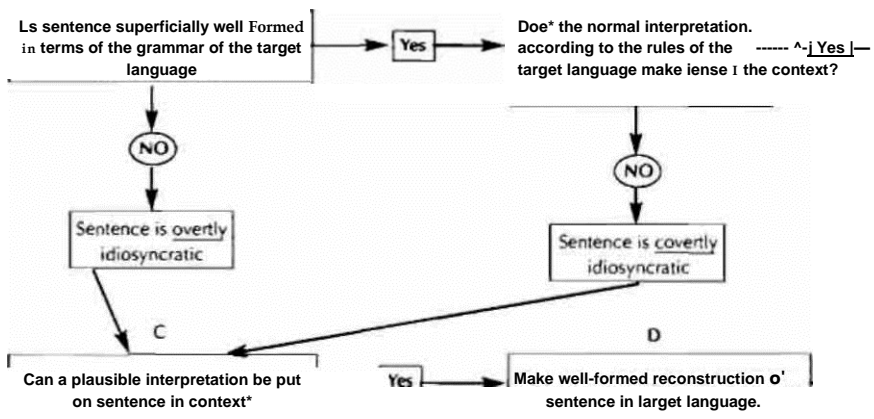 Ls sentence superficially well Formed
in terms of the grammar of the target
language
Yes
Doe* the normal interpretation.
according to the rules of the ------ ^-j Yes |—
target language make iense I the context?
NO
NO
Sentence is overtly
idiosyncratic
Sentence is covertly
idiosyncratic
C
D
Can a plausible interpretation be put
on sentence in context*
Yes
Make well-formed reconstruction o'
sentence in larget language.